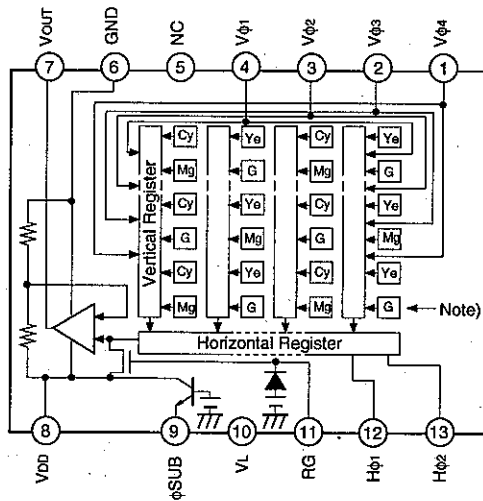 VOUT GND NC Vφ1 Vφ2 Vφ3 Vφ4
7 6 5 4 3 2 1
Vertical Register
Cy Ye Cy Ye
Mg G Mg G
Cy Ye Cy Ye
G Mg G Mg
Cy Ye Cy Ye
Mg G Mg G
Note)
Horizontal Register
8 9 10 11 12 13
VDD φSUB VL RG Hφ1 Hφ2